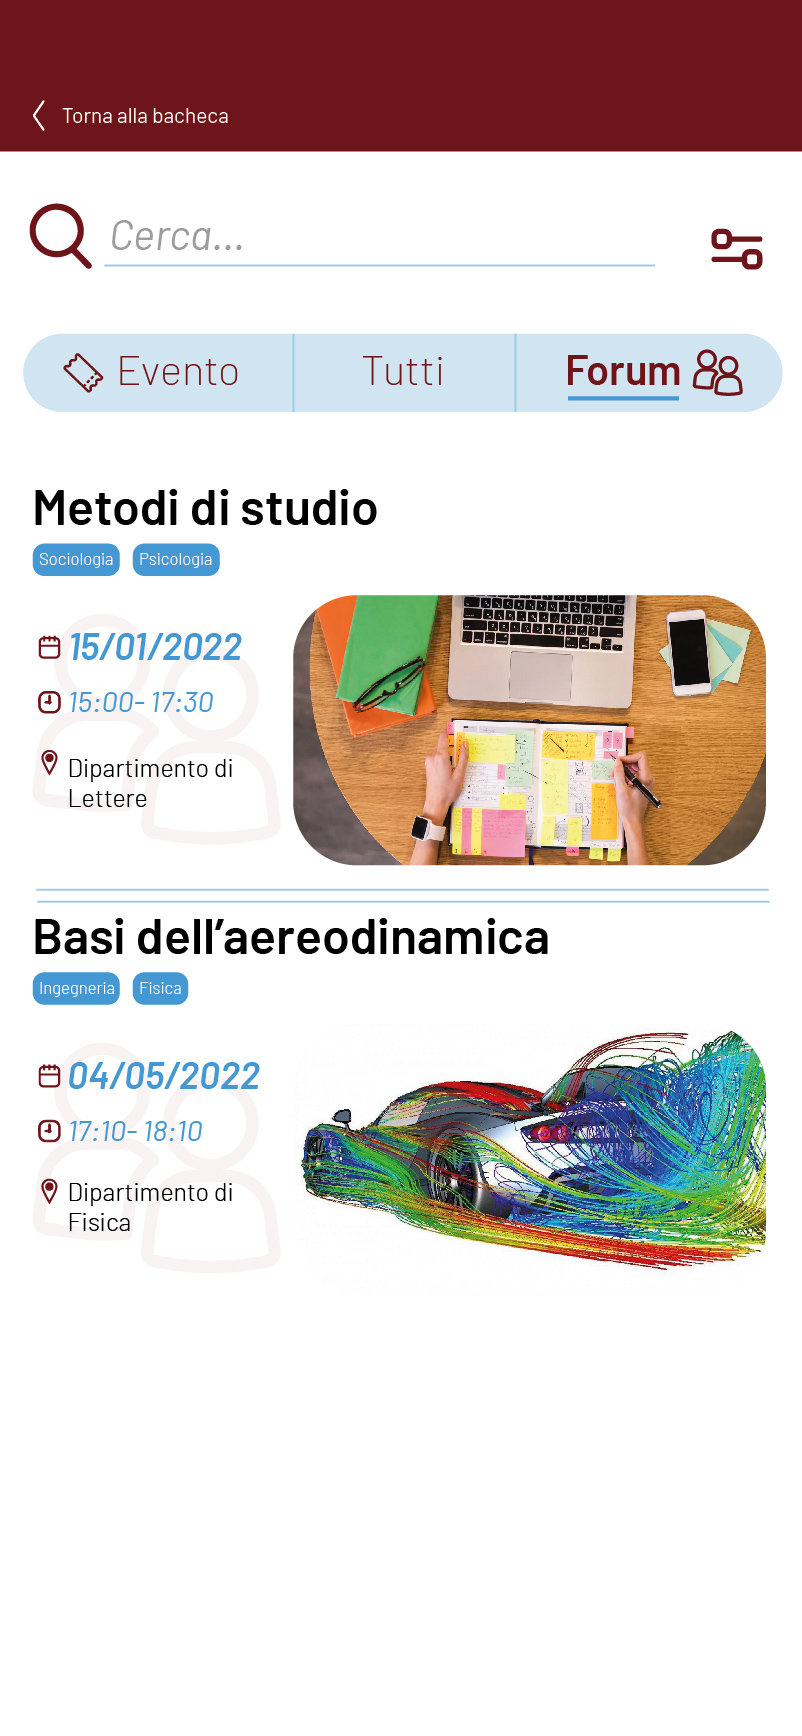 Torna alla bacheca
Cerca...
Evento
Tutti
Forum
Metodi di studio
Sociologia
Psicologia
15/01/2022
15:00- 17:30
Dipartimento di
Lettere
Basi dell’aereodinamica
Ingegneria
Fisica
04/05/2022
17:10- 18:10
Dipartimento di
Fisica